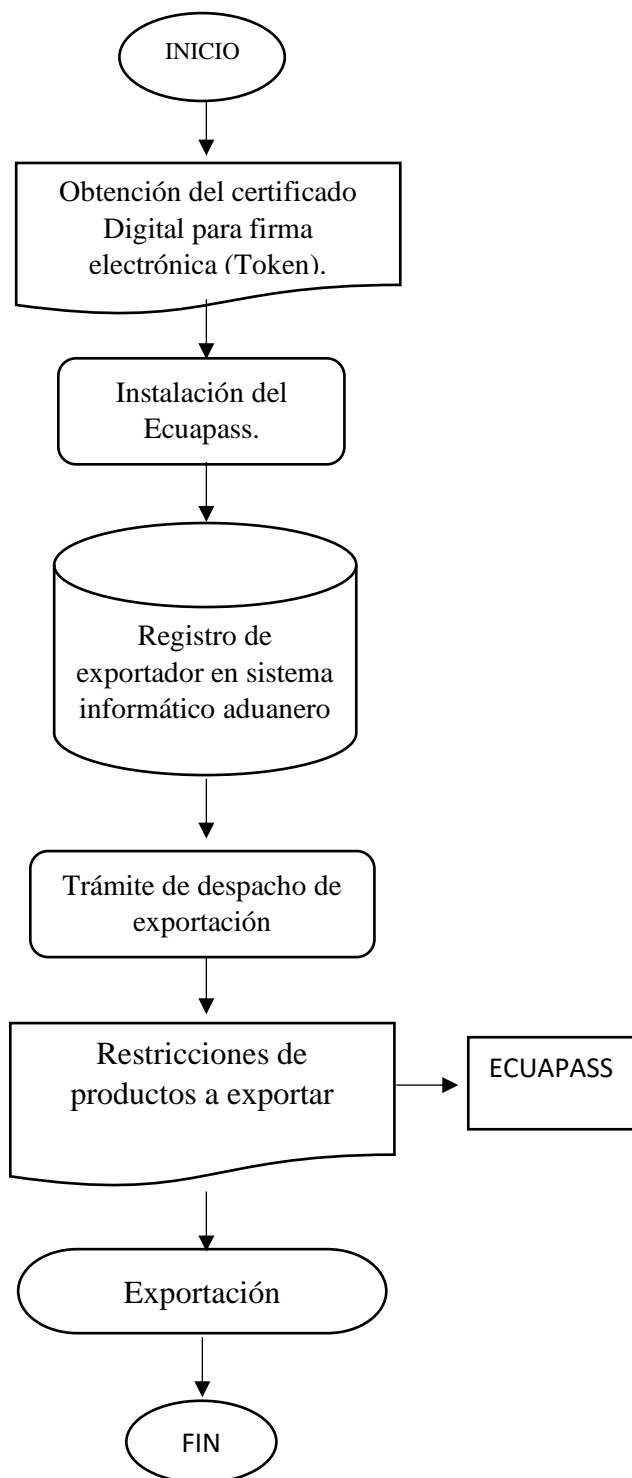 INICIO
Obtención del certificado
Digital para firma
electrónica (Token).
Instalación del
Ecuapass.
Registro de
exportador en sistema
informático aduanero
Trámite de despacho de
exportación
Restricciones de
productos a exportar
ECUAPASS
Exportación
FIN